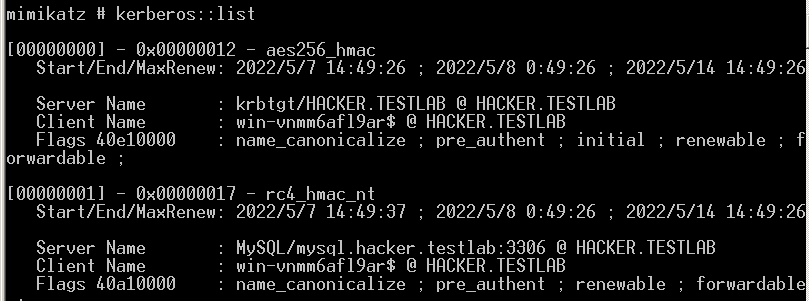 mimikatz # kerberos::list
[00000000] - 0x00000012 - aes256_hmac
Start/End/MaxRenew: 2022/5/7 14:49:26 ; 2022/5/8 0:49:26 ; 2022/5/14 14:49:26
Server Name : krbtgt/HACKER.TESTLAB @ HACKER.TESTLAB
Client Name : win-vnmm6afl9ar$ @ HACKER.TESTLAB
Flags 40e10000 : name_canonicalize ; pre_authent ; initial ; renewable ; f
orwardable ;
[00000001] - 0x00000017 - rc4_hmac_nt
Start/End/MaxRenew: 2022/5/7 14:49:37 ; 2022/5/8 0:49:26 ; 2022/5/14 14:49:26
Server Name : MySQL/mysql.hacker.testlab:3306 @ HACKER.TESTLAB
Client Name : win-vnmm6afl9ar$ @ HACKER.TESTLAB
Flags 40a10000 : name_canonicalize ; pre_authent ; renewable ; forwardable